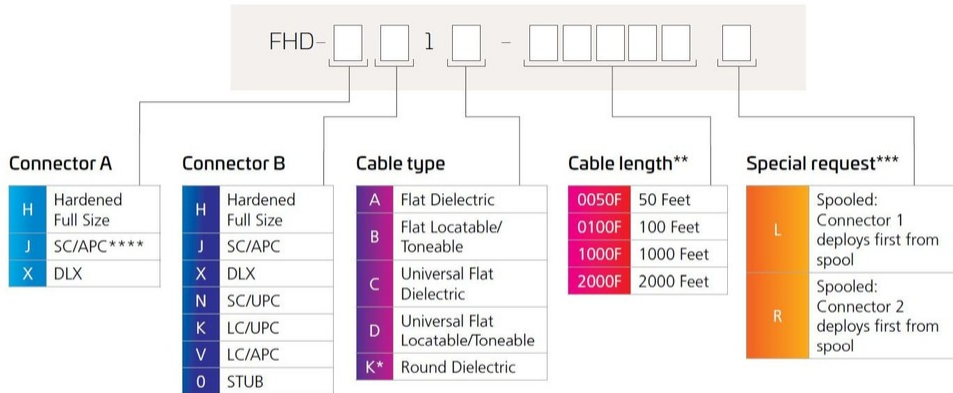 FHD- 1 -
Connector A
H Hardened
Full Size
J SC/APC****
X DLX
Connector B
H Hardened
Full Size
J SC/APC
X DLX
N SC/UPC
K LC/UPC
V LC/APC
0 STUB
Cable type
A Flat Dielectric
B Flat Locatable/
Toneable
C Universal Flat
Dielectric
D Universal Flat
Locatable/Toneable
K* Round Dielectric
Cable length**
0050F 50 Feet
0100F 100 Feet
1000F 1000 Feet
2000F 2000 Feet
Special request***
L Spooled:
Connector 1
deploys first from
spool
R Spooled:
Connector 2
deploys first from
spool